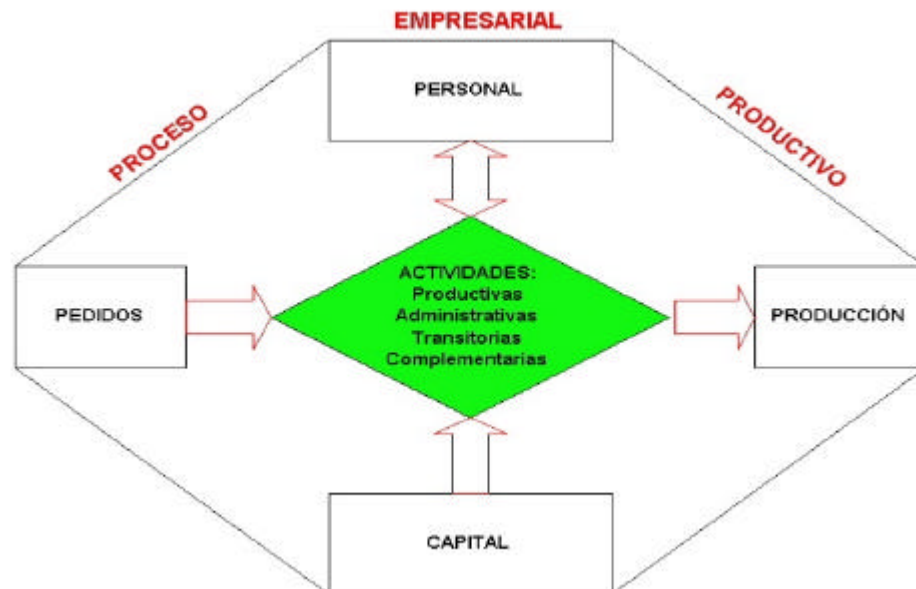 EMPRESARIAL
PROCESO
PRODUCTIVO
PERSONAL
PEDIDOS
ACTIVIDADES:
Productivas
Administrativas
Transitorias
Complementarias
PRODUCCIÓN
CAPITAL